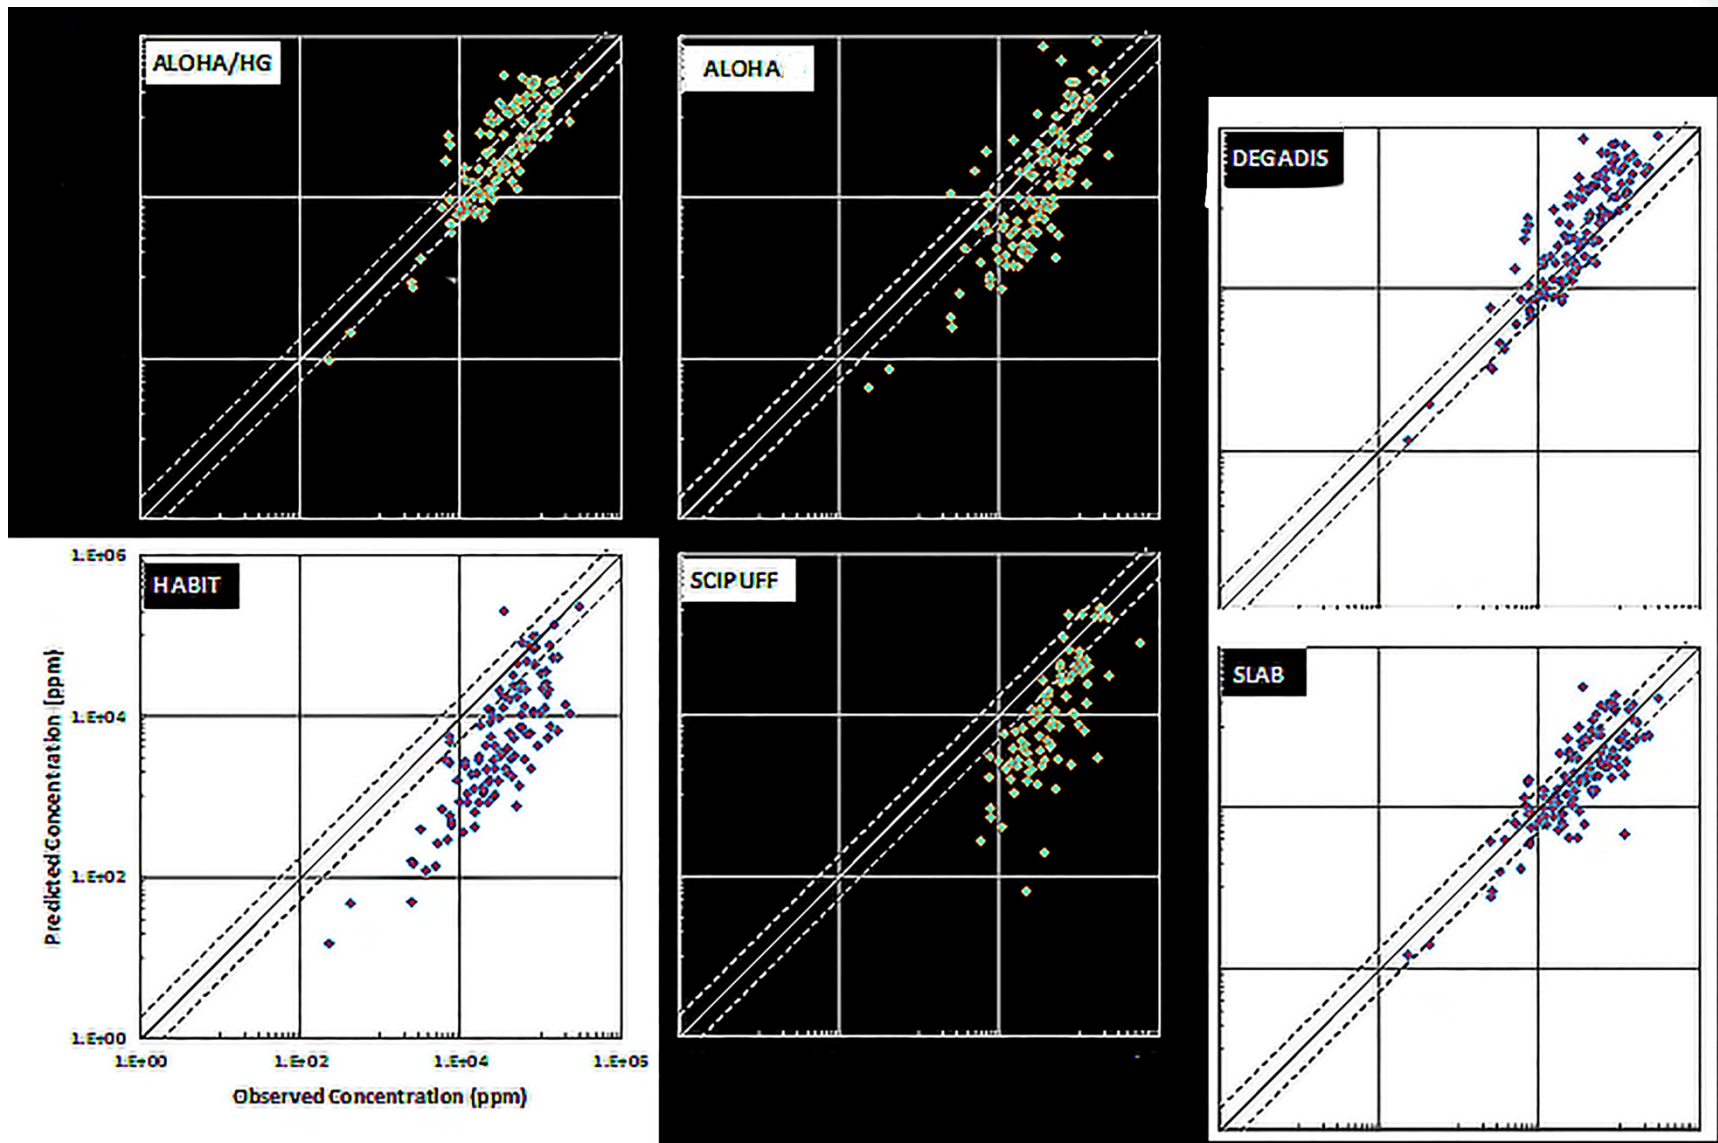 ALOHA/HG
ALOHA
DEGADIS
HABIT
SCIPUFF
SLAB
1.E+06
1.E+04
1.E+02
1.E+00
Predicted Concentration (ppm)
1.E+00 1.E+02 1.E+04 1.E+06
Observed Concentration (ppm)